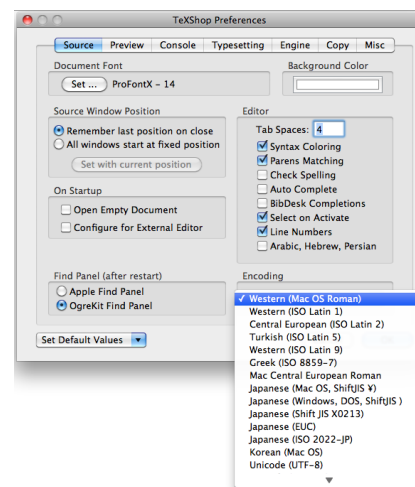 TeXShop Preferences
Source Preview Console Typesetting Engine Copy Misc
Document Font
Set ... ProFontX – 14
Background Color
Source Window Position
Remember last position on close
All windows start at fixed position
Set with current position
On Startup
Open Empty Document
Configure for External Editor
Editor
Tab Spaces: 4
Syntax Coloring
Parens Matching
Check Spelling
Auto Complete
BibDesk Completions
Select on Activate
Line Numbers
Arabic, Hebrew, Persian
Find Panel (after restart)
Apple Find Panel
OgreKit Find Panel
Encoding
Western (Mac OS Roman)
Western (ISO Latin 1)
Central European (ISO Latin 2)
Turkish (ISO Latin 5)
Western (ISO Latin 9)
Greek (ISO 8859-7)
Mac Central European Roman
Japanese (Mac OS, ShiftJIS ¥)
Japanese (Windows, DOS, ShiftJIS )
Japanese (Shift JIS X0213)
Japanese (EUC)
Japanese (ISO 2022-JP)
Korean (Mac OS)
Unicode (UTF-8)
Set Default Values